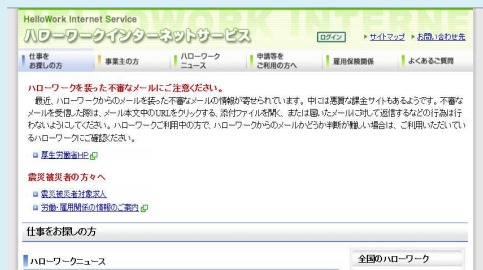 HelloWork Internet Service
ハローワークインターネットサービス
ログイン サイトマップ お問い合わせ先
仕事をお探しの方 事業主の方 ハローワークニュース 申請等をご利用の方へ 雇用保険関係 よくあるご質問
ハローワークを装った不審なメールにご注意ください。
最近、ハローワークからのメールを装った不審なメールの情報が寄せられています。中には悪質な課金サイトもあるようです。不審な
メールを受信した際は、メール本文中のURLをクリックする、添付ファイルを開く、または届いたメールに対して返信するなどの行為は行
わないようにしてください。ハローワークご利用中の方で、ハローワークからのメールかどうか判断が難しい場合は、ご利用いただいてい
るハローワークにご確認ください。
厚生労働省HP
震災被災者の方々へ
震災被災者対象求人
労働・雇用関係の情報のご案内
仕事をお探しの方
ハローワークニュース 全国のハローワーク